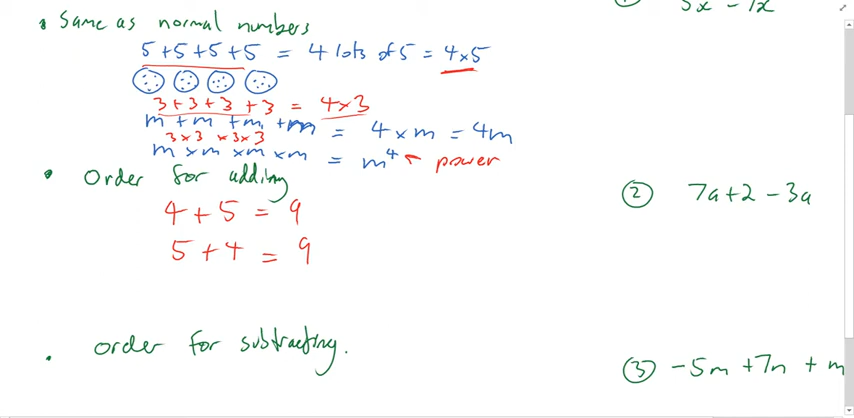 Same as normal numbers
5 + 5 + 5 + 5 = 4 lots of 5 = 4 × 5
3 + 3 + 3 + 3 = 4 × 3
m + m + m + m = 4 × m = 4m
3 × 3 × 3 × 3
m × m × m × m = m⁴ ← power
• Order for adding
4 + 5 = 9
5 + 4 = 9
• Order for subtracting.
② 7a + 2 - 3a
③ -5m + 7n + m